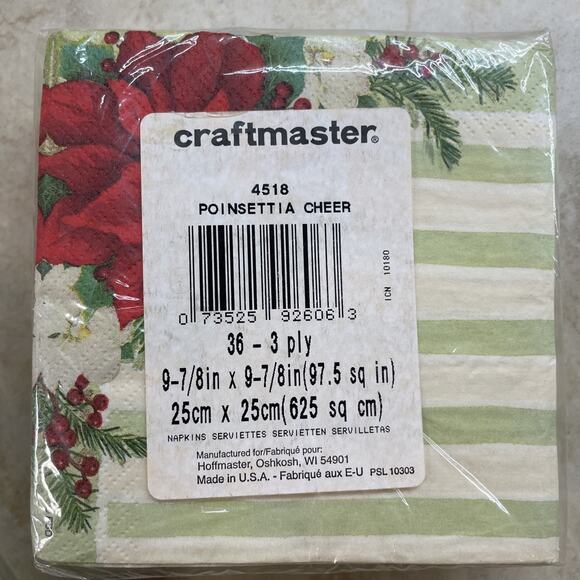 craftmaster®
4518
POINSETTIA CHEER
0 73525 92606 3
ICN 10180
36 - 3 ply
9-7/8in x 9-7/8in(97.5 sq in)
25cm x 25cm(625 sq cm)
NAPKINS SERVIETTES SERVIETTEN SERVILLETAS
Manufactured for/Fabriqué pour:
Hoffmaster, Oshkosh, WI 54901
Made in U.S.A. - Fabriqué aux E-U PSL 10303